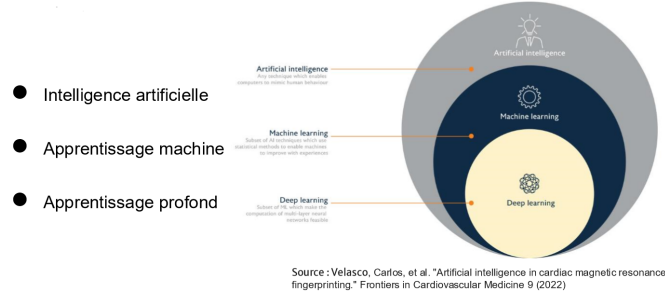 Artificial intelligence
Artificial intelligence
Any technique which enables
computers to mimic human behaviour
Intelligence artificielle
Machine learning
Machine learning
Subset of AI techniques which use
statistical methods to enable machines
to improve with experiences
Apprentissage machine
Deep learning
Deep learning
Subset of ML which make the
computation of multi-layer neural
networks feasible
Apprentissage profond
Source : Velasco, Carlos, et al. "Artificial intelligence in cardiac magnetic resonance
fingerprinting." Frontiers in Cardiovascular Medicine 9 (2022)